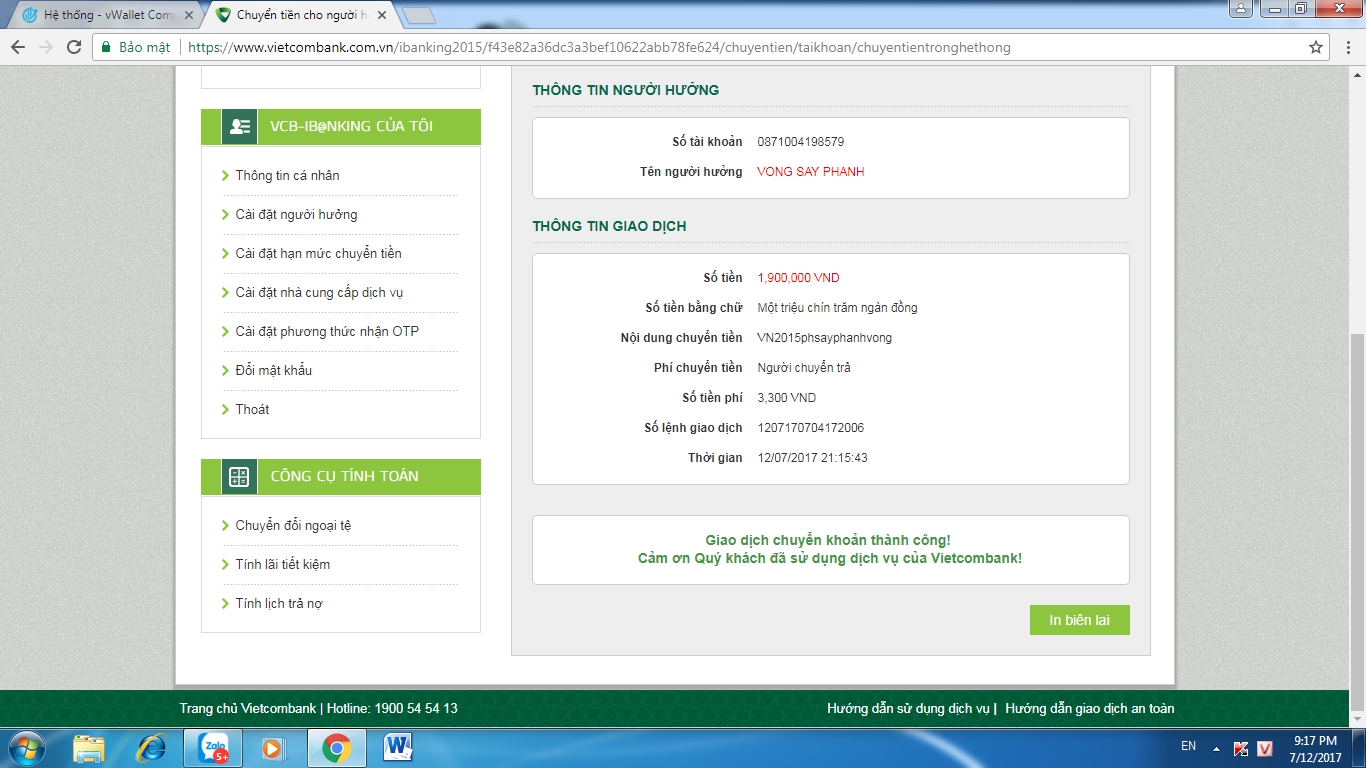 Hệ thống - vWallet Com
Chuyển tiền cho người h
Bảo mật
https://www.vietcombank.com.vn/ibanking2015/f43e82a36dc3a3bef10622abb78fe624/chuyentien/taikhoan/chuyentientronghethong
VCB-IB@NKING CỦA TÔI
Thông tin cá nhân
Cài đặt người hưởng
Cài đặt hạn mức chuyển tiền
Cài đặt nhà cung cấp dịch vụ
Cài đặt phương thức nhận OTP
Đổi mật khẩu
Thoát
CÔNG CỤ TÍNH TOÁN
Chuyển đổi ngoại tệ
Tính lãi tiết kiệm
Tính lịch trả nợ
THÔNG TIN NGƯỜI HƯỞNG
Số tài khoản 0871004198579
Tên người hưởng VONG SAY PHANH
THÔNG TIN GIAO DỊCH
Số tiền 1,900,000 VND
Số tiền bằng chữ Một triệu chín trăm ngàn đồng
Nội dung chuyển tiền VN2015phsayphanhvong
Phí chuyển tiền Người chuyển trả
Số tiền phí 3,300 VND
Số lệnh giao dịch 1207170704172006
Thời gian 12/07/2017 21:15:43
Giao dịch chuyển khoản thành công!
Cảm ơn Quý khách đã sử dụng dịch vụ của Vietcombank!
In biên lai
Trang chủ Vietcombank | Hotline: 1900 54 54 13
Hướng dẫn sử dụng dịch vụ | Hướng dẫn giao dịch an toàn
Zalo
5+
EN
9:17 PM
7/12/2017